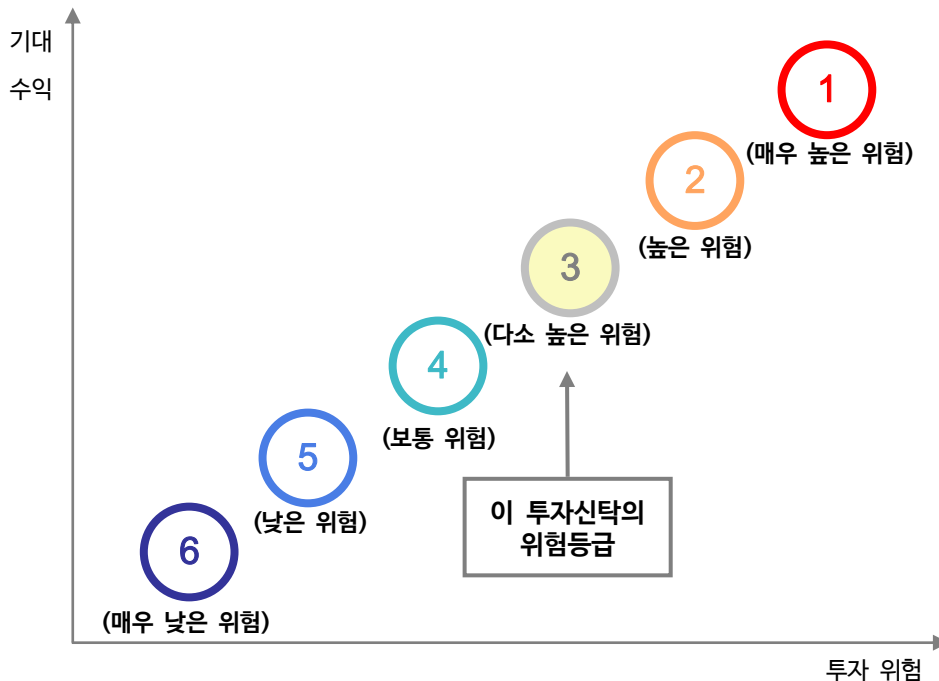 기대
수익
1
(매우 높은 위험)
2
(높은 위험)
3
(다소 높은 위험)
4
(보통 위험)
5
(낮은 위험)
이 투자신탁의
위험등급
6
(매우 낮은 위험)
투자 위험